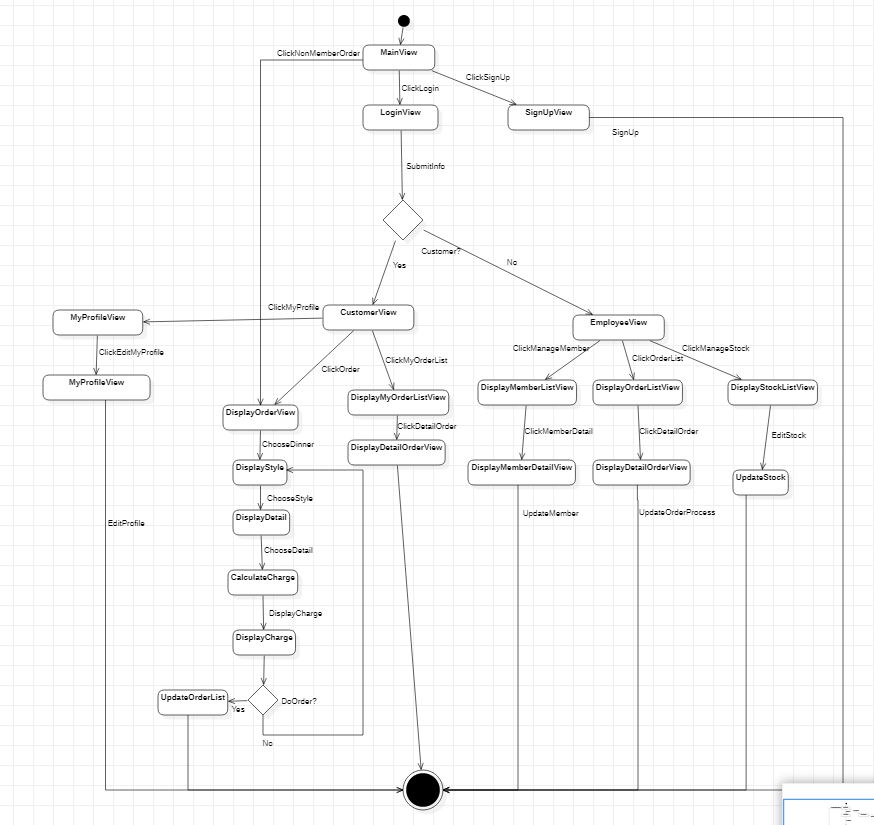 MainView
ClickNonMemberOrder
ClickSignUp
ClickLogin
LoginView
SignUpView
SignUp
SubmitInfo
Customer?
Yes
No
ClickMyProfile
CustomerView
MyProfileView
EmployeeView
ClickManageMember
ClickOrderList
ClickManageStock
ClickEditMyProfile
ClickOrder
ClickMyOrderList
MyProfileView
DisplayMyOrderListView
DisplayMemberListView
DisplayOrderListView
DisplayStockListView
DisplayOrderView
ClickDetailOrder
ClickMemberDetail
ClickDetailOrder
EditStock
ChooseDinner
DisplayDetailOrderView
DisplayStyle
DisplayMemberDetailView
DisplayDetailOrderView
UpdateStock
ChooseStyle
DisplayDetail
EditProfile
UpdateMember
UpdateOrderProcess
ChooseDetail
CalculateCharge
DisplayCharge
DisplayCharge
UpdateOrderList
DoOrder?
Yes
No